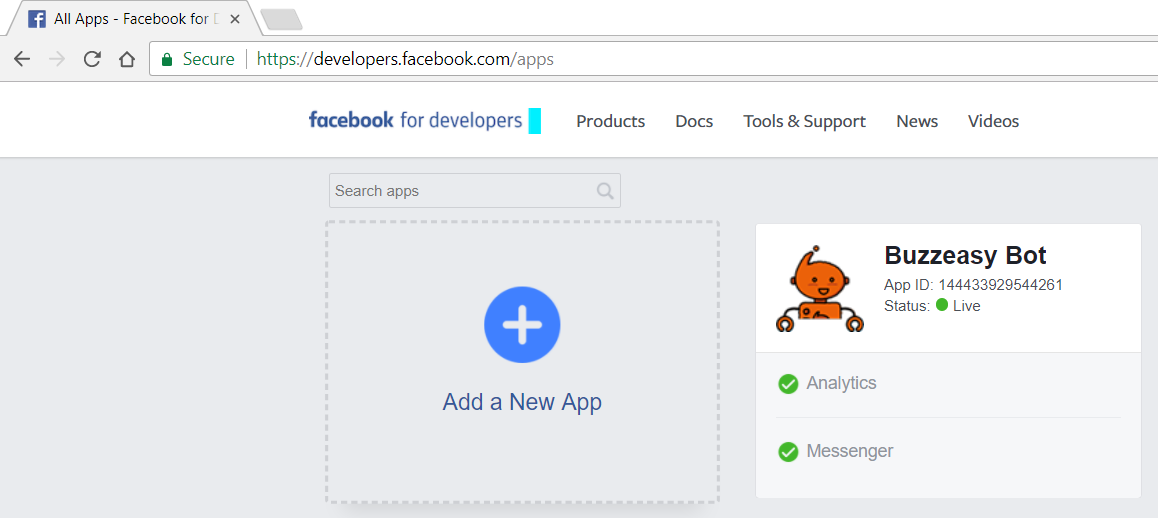 All Apps - Facebook for D
Secure
https://developers.facebook.com/apps
facebook for developers
Products
Docs
Tools & Support
News
Videos
Search apps
Add a New App
Buzzeasy Bot
App ID: 144433929544261
Status: Live
Analytics
Messenger